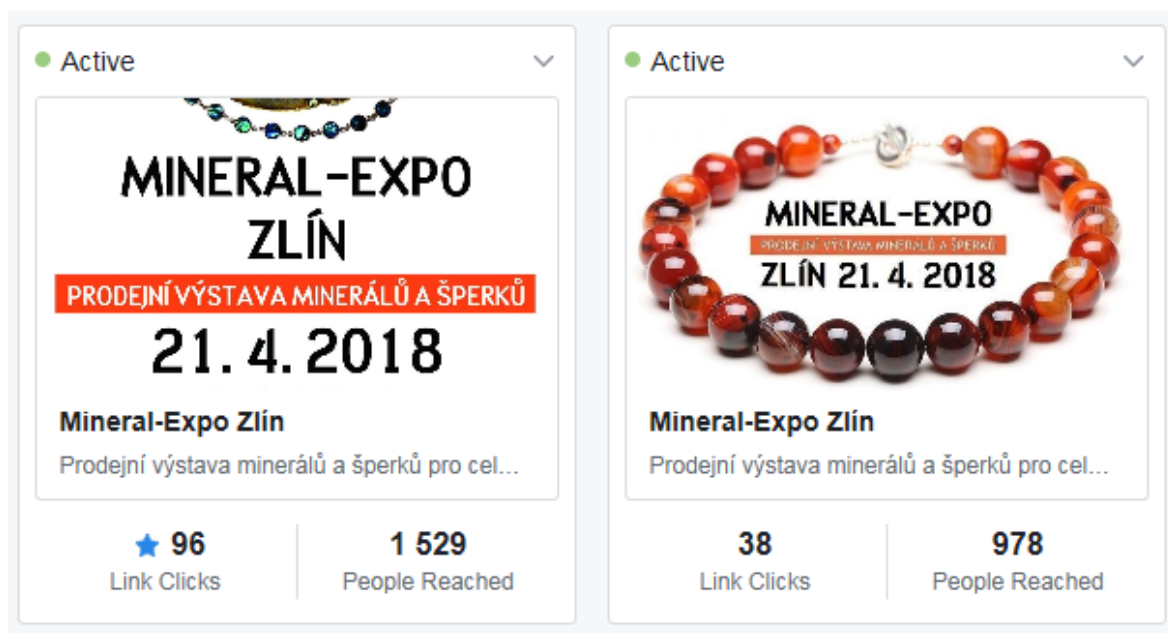 Active
MINERAL-EXPO
ZLÍN
PRODEJNÍ VÝSTAVA MINERÁLŮ A ŠPERKŮ
21. 4. 2018
Mineral-Expo Zlín
Prodejní výstava minerálů a šperků pro cel...
96
Link Clicks
1 529
People Reached
Active
MINERAL-EXPO
PRODEJNÍ VÝSTAVA MINERÁLŮ A ŠPERKŮ
ZLÍN 21. 4. 2018
Mineral-Expo Zlín
Prodejní výstava minerálů a šperků pro cel...
38
Link Clicks
978
People Reached